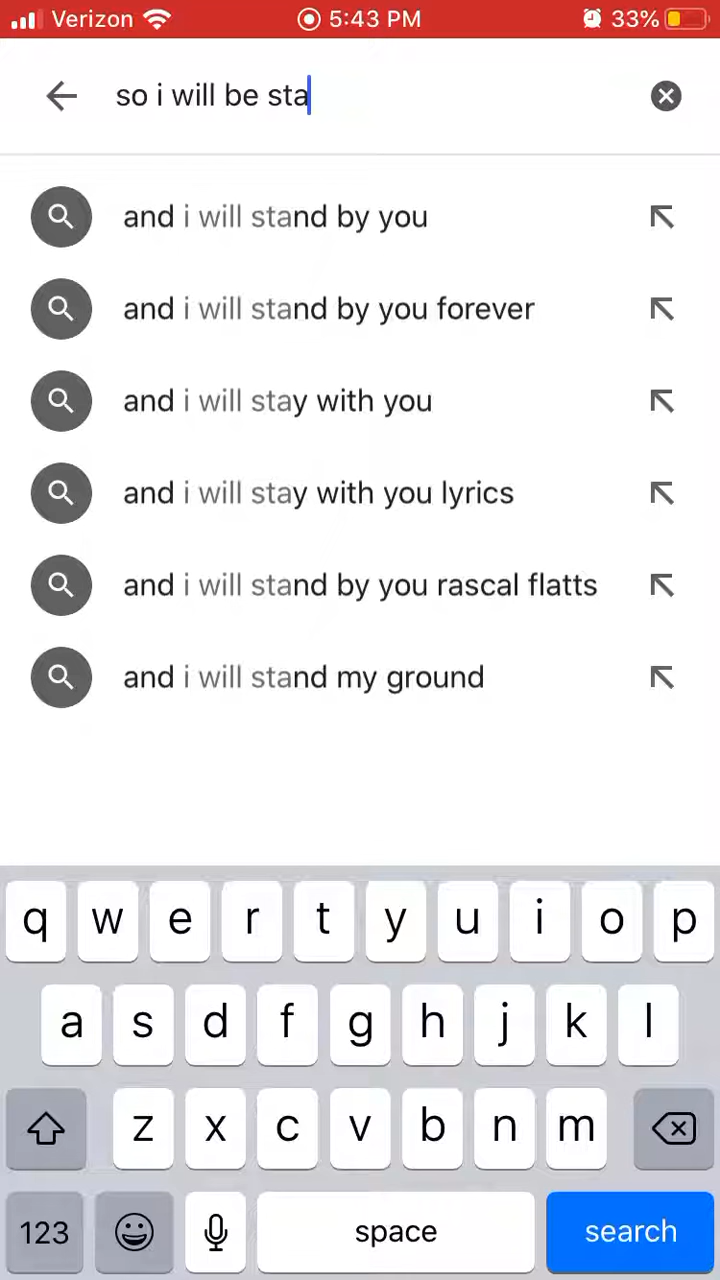 Verizon 5:43 PM 33%
so i will be sta
and i will stand by you
and i will stand by you forever
and i will stay with you
and i will stay with you lyrics
and i will stand by you rascal flatts
and i will stand my ground
q w e r t y u i o p
a s d f g h j k l
z x c v b n m
123 space search